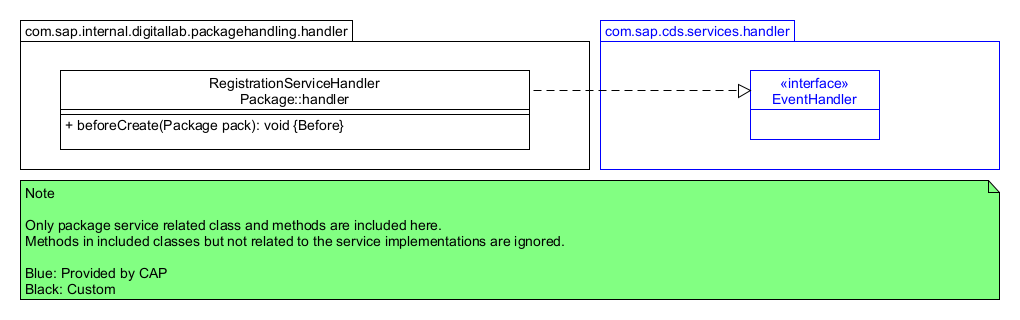 com.sap.internal.digitallab.packagehandling.handler
com.sap.cds.services.handler
RegistrationServiceHandler
Package::handler
+ beforeCreate(Package pack): void {Before}
«interface»
EventHandler
Note
Only package service related class and methods are included here.
Methods in included classes but not related to the service implementations are ignored.
Blue: Provided by CAP
Black: Custom